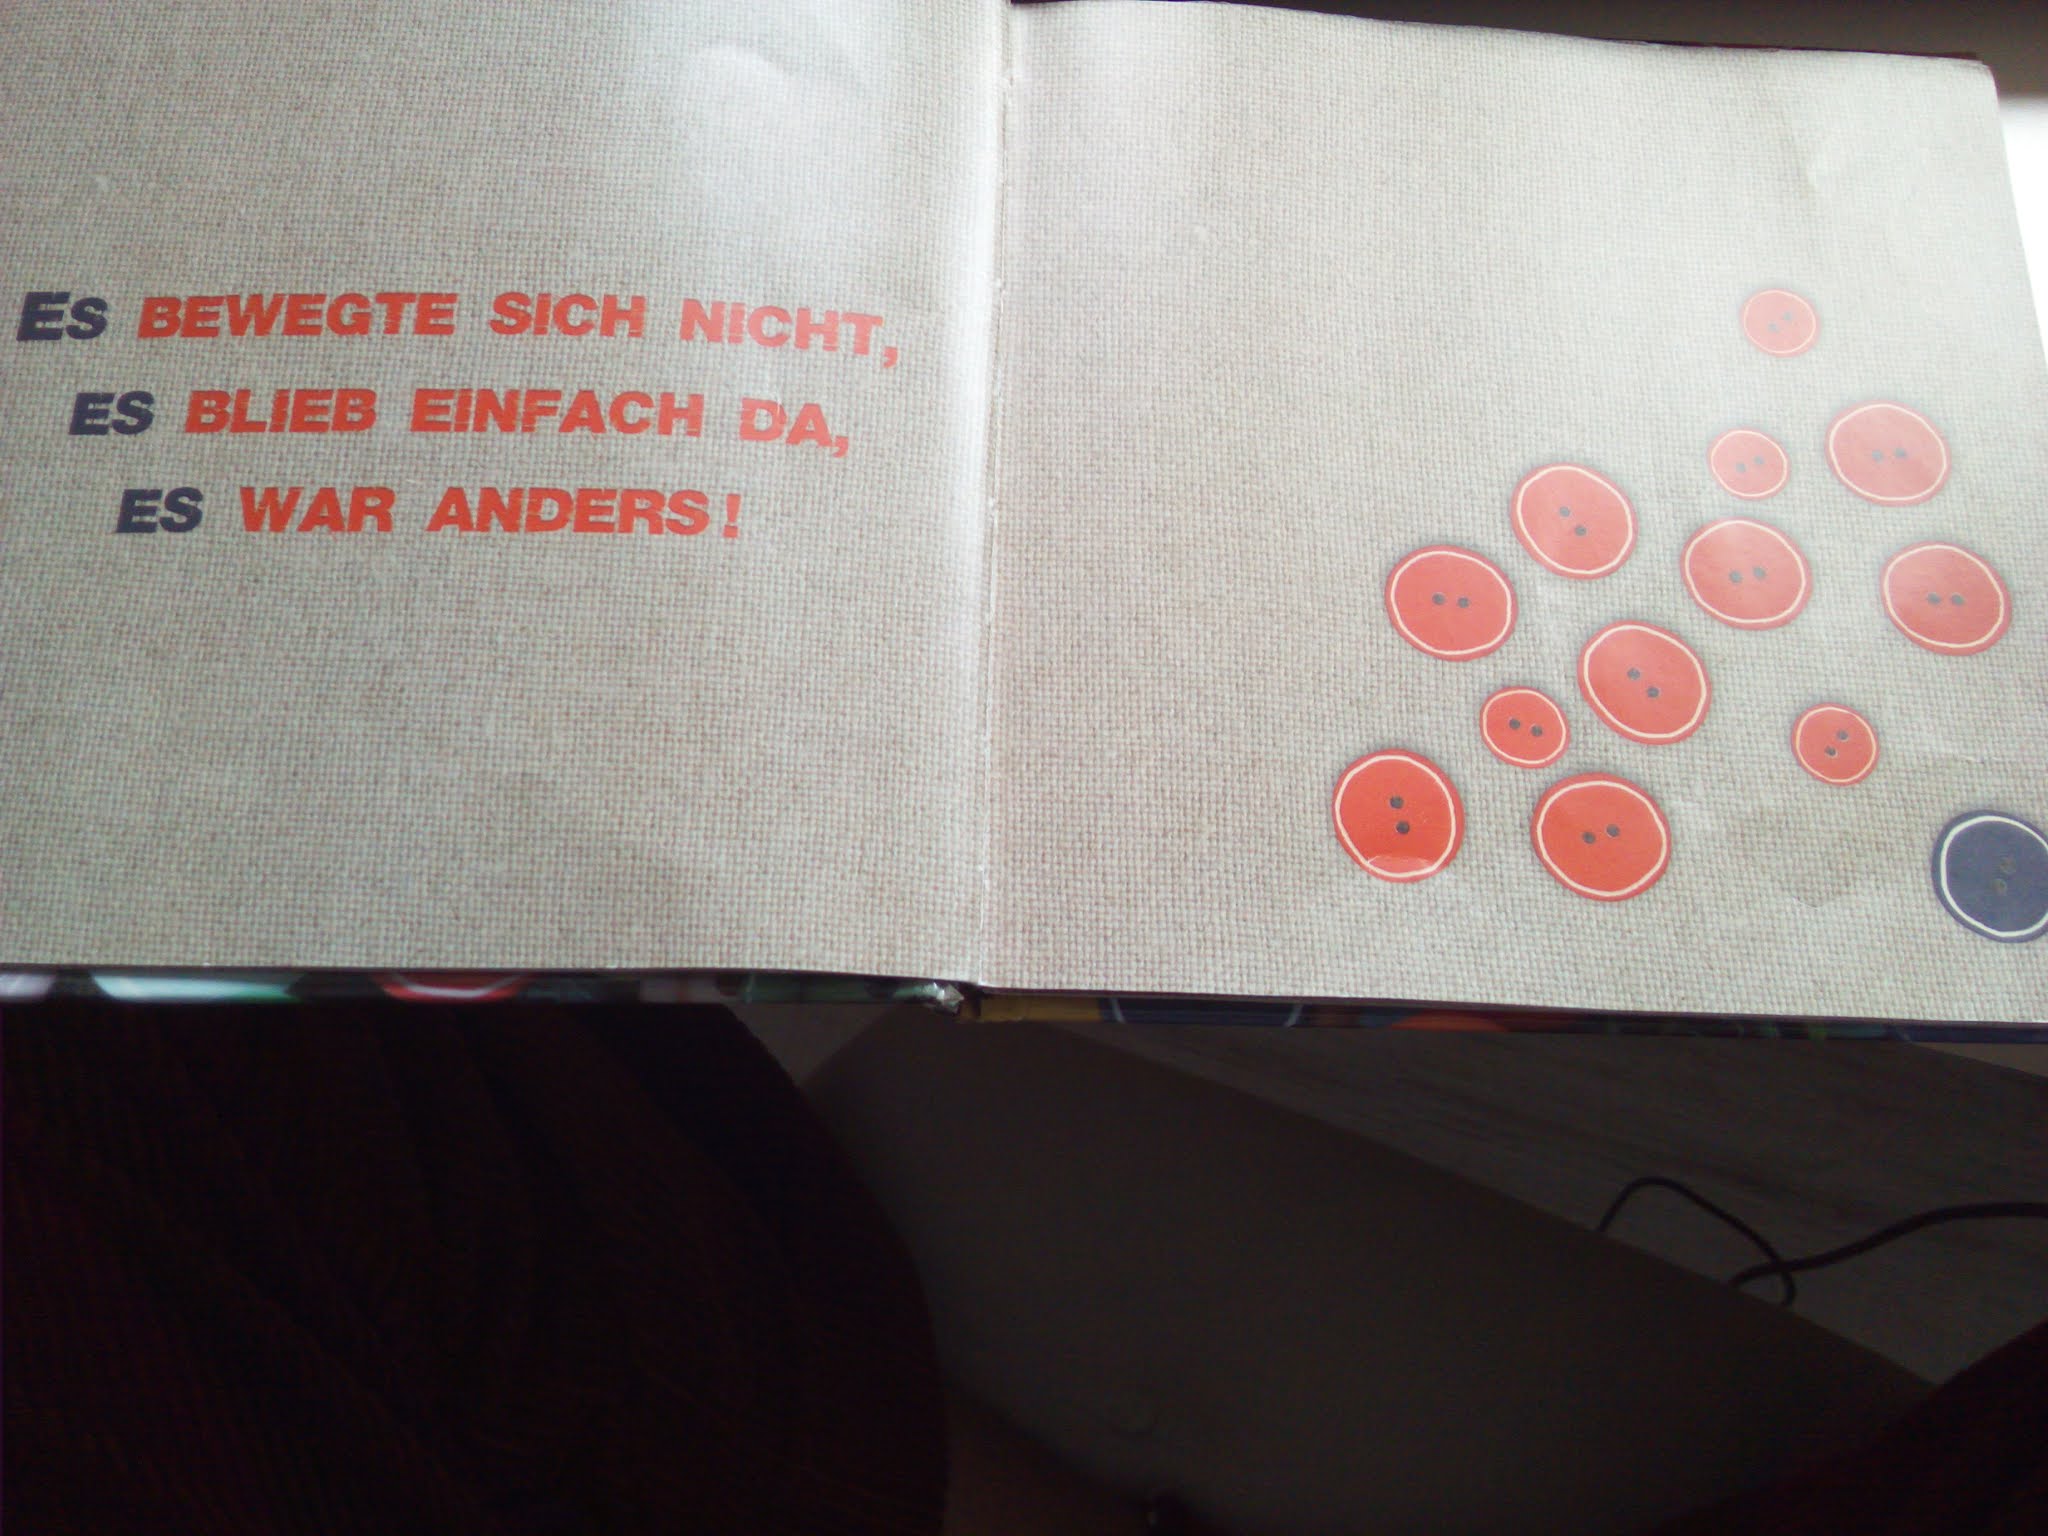 Es BEWEGTE SICH NICHT,
ES BLIEB EINFACH DA,
ES WAR ANDERS!